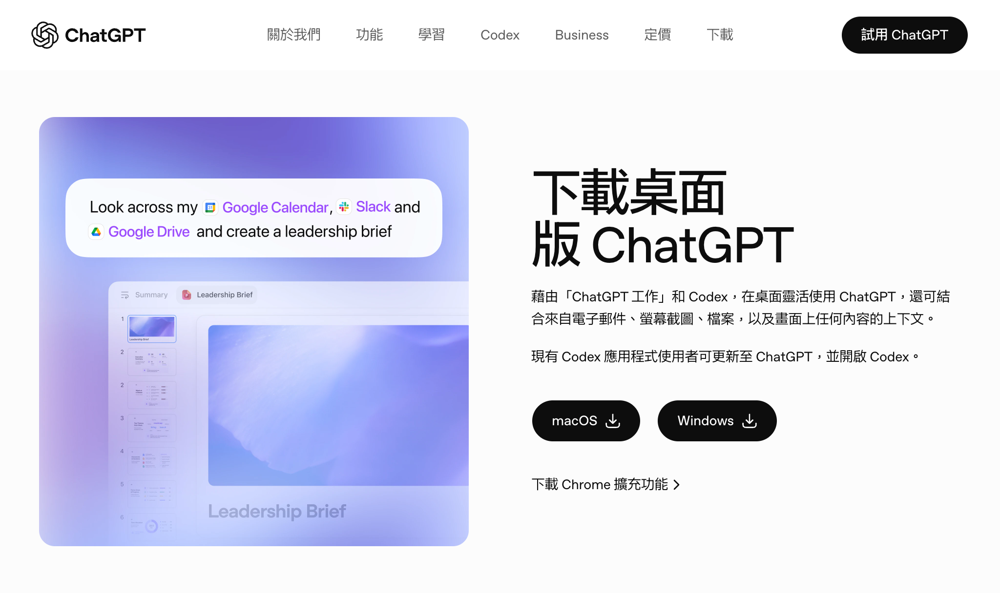 ChatGPT
關於我們
功能
學習
Codex
Business
定價
下載
試用 ChatGPT
Look across my Google Calendar, Slack and
Google Drive and create a leadership brief
Summary
Leadership Brief
1
Leadership Brief
2
2
3
4
5
6
Leadership Brief
下載桌面
版 ChatGPT
藉由「ChatGPT 工作」和 Codex，在桌面靈活使用 ChatGPT，還可結
合來自電子郵件、螢幕截圖、檔案，以及畫面上任何內容的上下文。
現有 Codex 應用程式使用者可更新至 ChatGPT，並開啟 Codex。
macOS
Windows
下載 Chrome 擴充功能